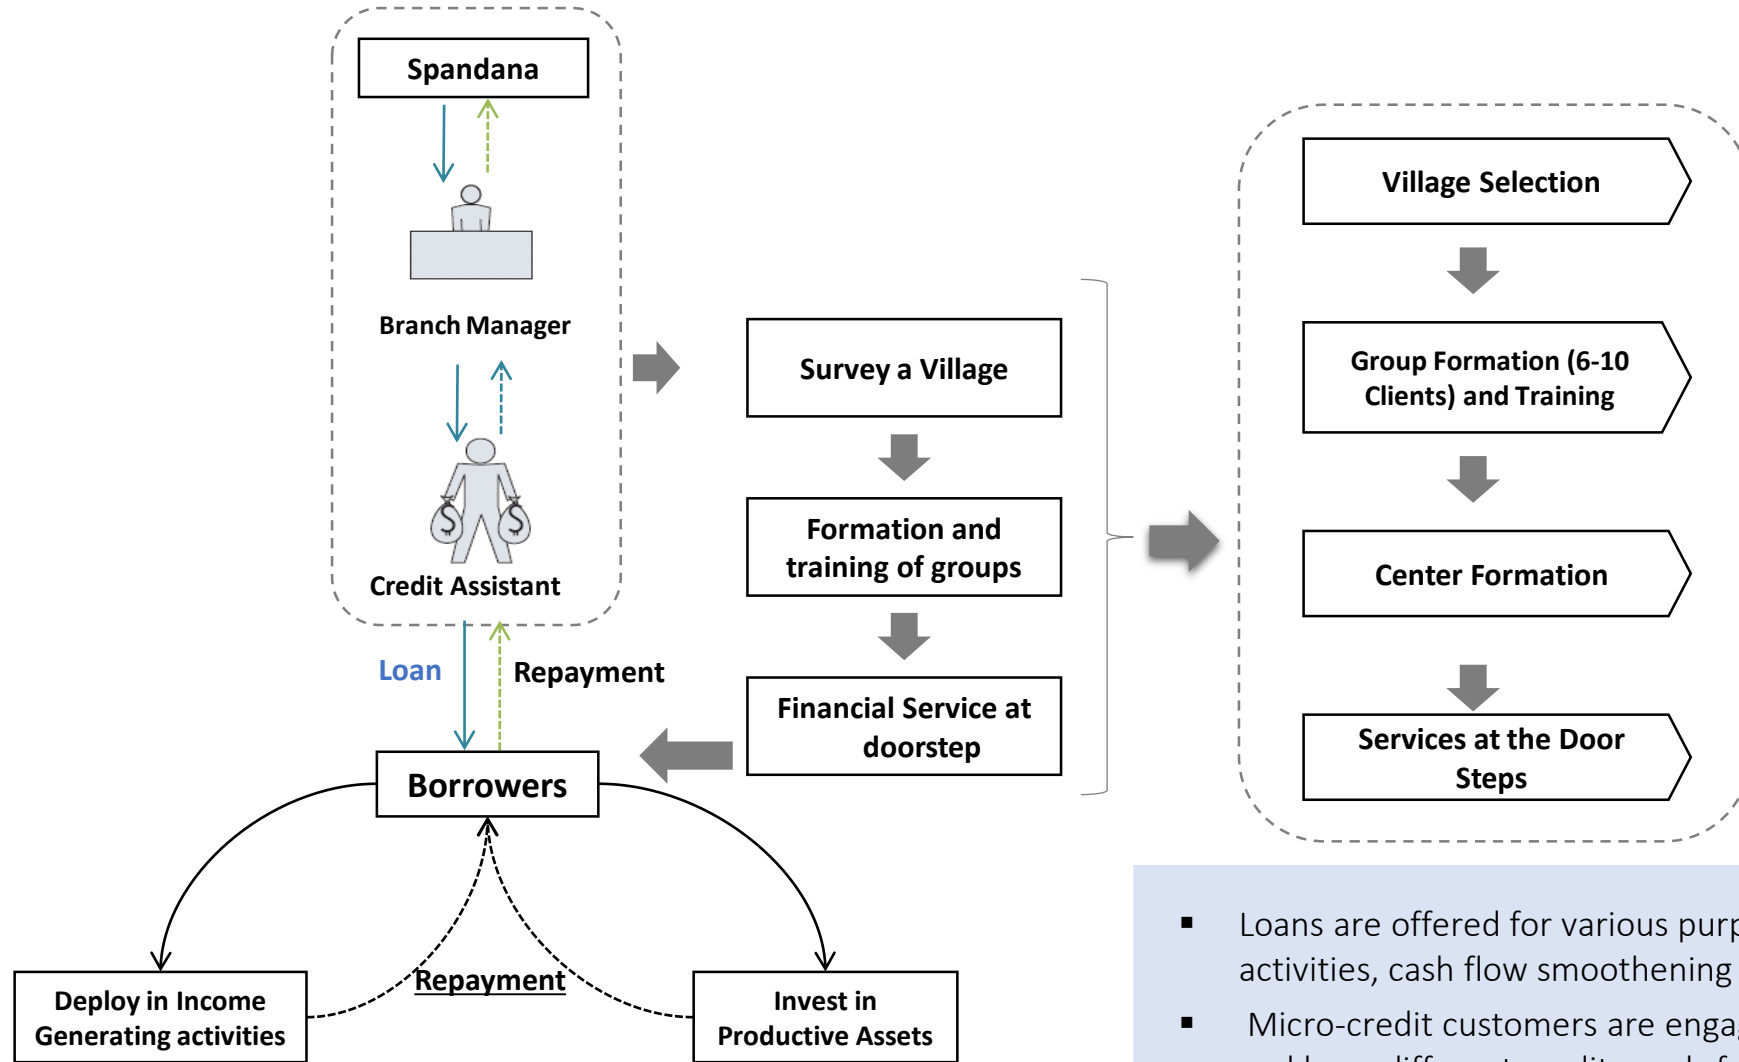 Spandana
Branch Manager
Credit Assistant
Loan
Repayment
Borrowers
Repayment
Deploy in Income
Generating activities
Invest in
Productive Assets
Survey a Village
Formation and
training of groups
Financial Service at
doorstep
Village Selection
Group Formation (6-10
Clients) and Training
Center Formation
Services at the Door
Steps
▪ Loans are offered for various
activities, cash flow smoothening
▪ Micro-credit customers are